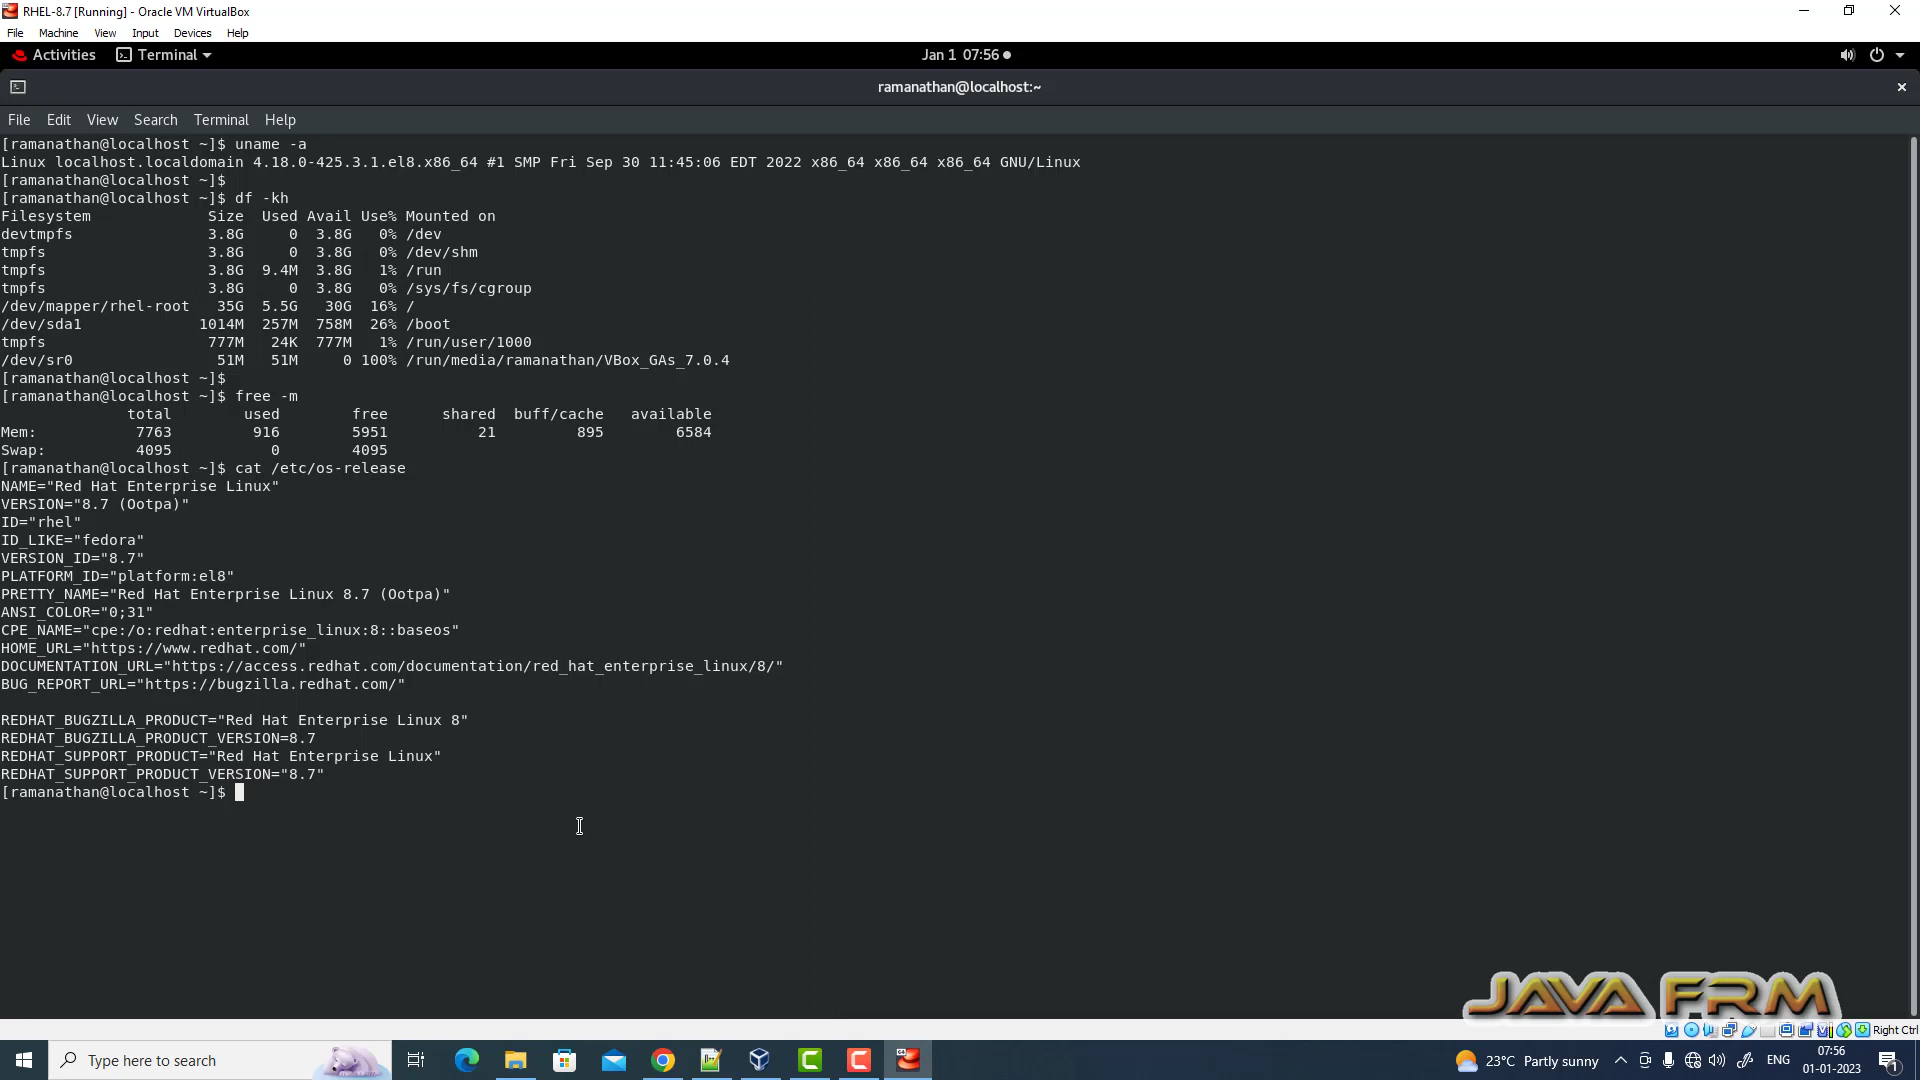 RHEL-8.7 [Running] - Oracle VM VirtualBox
File Machine View Input Devices Help
Activities Terminal Jan 1 07:56
ramanathan@localhost:~
File Edit View Search Terminal Help
[ramanathan@localhost ~]$ uname -a
Linux localhost.localdomain 4.18.0-425.3.1.el8.x86_64 #1 SMP Fri Sep 30 11:45:06 EDT 2022 x86_64 x86_64 x86_64 GNU/Linux
[ramanathan@localhost ~]$
[ramanathan@localhost ~]$ df -kh
Filesystem Size Used Avail Use% Mounted on
devtmpfs 3.8G 0 3.8G 0% /dev
tmpfs 3.8G 0 3.8G 0% /dev/shm
tmpfs 3.8G 9.4M 3.8G 1% /run
tmpfs 3.8G 0 3.8G 0% /sys/fs/cgroup
/dev/mapper/rhel-root 35G 5.5G 30G 16% /
/dev/sda1 1014M 257M 758M 26% /boot
tmpfs 777M 24K 777M 1% /run/user/1000
/dev/sr0 51M 51M 0 100% /run/media/ramanathan/VBox_GAs_7.0.4
[ramanathan@localhost ~]$
[ramanathan@localhost ~]$ free -m
total used free shared buff/cache available
Mem: 7763 916 5951 21 895 6584
Swap: 4095 0 4095
[ramanathan@localhost ~]$ cat /etc/os-release
NAME="Red Hat Enterprise Linux"
VERSION="8.7 (Ootpa)"
ID="rhel"
ID_LIKE="fedora"
VERSION_ID="8.7"
PLATFORM_ID="platform:el8"
PRETTY_NAME="Red Hat Enterprise Linux 8.7 (Ootpa)"
ANSI_COLOR="0;31"
CPE_NAME="cpe:/o:redhat:enterprise_linux:8::baseos"
HOME_URL="https://www.redhat.com/"
DOCUMENTATION_URL="https://access.redhat.com/documentation/red_hat_enterprise_linux/8/"
BUG_REPORT_URL="https://bugzilla.redhat.com/"
REDHAT_BUGZILLA_PRODUCT="Red Hat Enterprise Linux 8"
REDHAT_BUGZILLA_PRODUCT_VERSION=8.7
REDHAT_SUPPORT_PRODUCT="Red Hat Enterprise Linux"
REDHAT_SUPPORT_PRODUCT_VERSION="8.7"
[ramanathan@localhost ~]$
JAVA FRM
Right Ctrl
Type here to search
23°C Partly sunny
ENG
07:56
01-01-2023
1